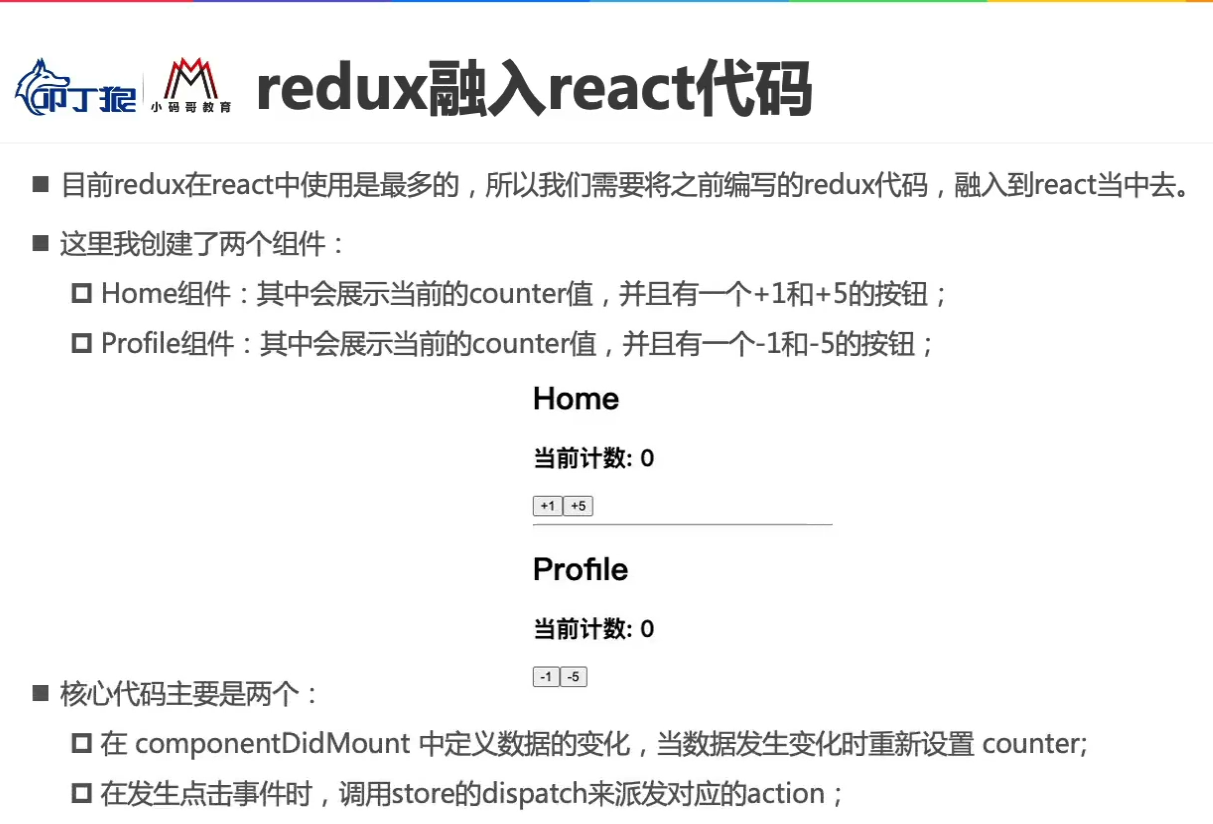 叩丁狼 小码哥教育 redux融入react代码
目前redux在react中使用是最多的，所以我们需要将之前编写的redux代码，融入到react当中去。
这里我创建了两个组件：
Home组件：其中会展示当前的counter值，并且有一个+1和+5的按钮；
Profile组件：其中会展示当前的counter值，并且有一个-1和-5的按钮；
Home
当前计数: 0
+1 +5
Profile
当前计数: 0
-1 -5
核心代码主要是两个：
在 componentDidMount 中定义数据的变化，当数据发生变化时重新设置 counter;
在发生点击事件时，调用store的dispatch来派发对应的action；